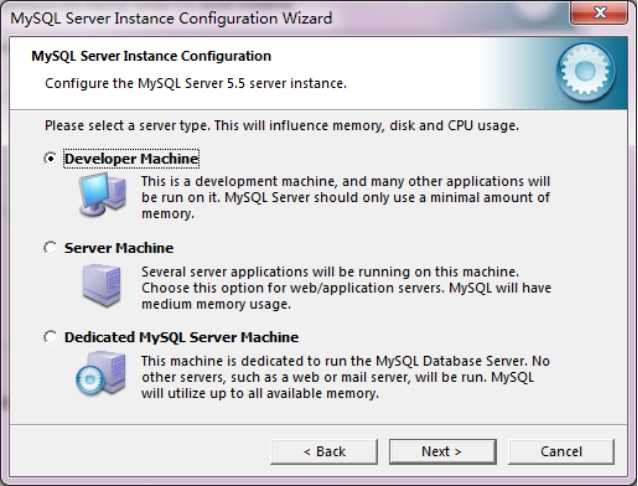 MySQL Server Instance Configuration Wizard
MySQL Server Instance Configuration
Configure the MySQL Server 5.5 server instance.
Please select a server type. This will influence memory, disk and CPU usage.
Developer Machine
This is a development machine, and many other applications will
be run on it. MySQL Server should only use a minimal amount of
memory.
Server Machine
Several server applications will be running on this machine.
Choose this option for web/application servers. MySQL will have
medium memory usage.
Dedicated MySQL Server Machine
This machine is dedicated to run the MySQL Database Server. No
other servers, such as a web or mail server, will be run. MySQL
will utilize up to all available memory.
< Back
Next >
Cancel